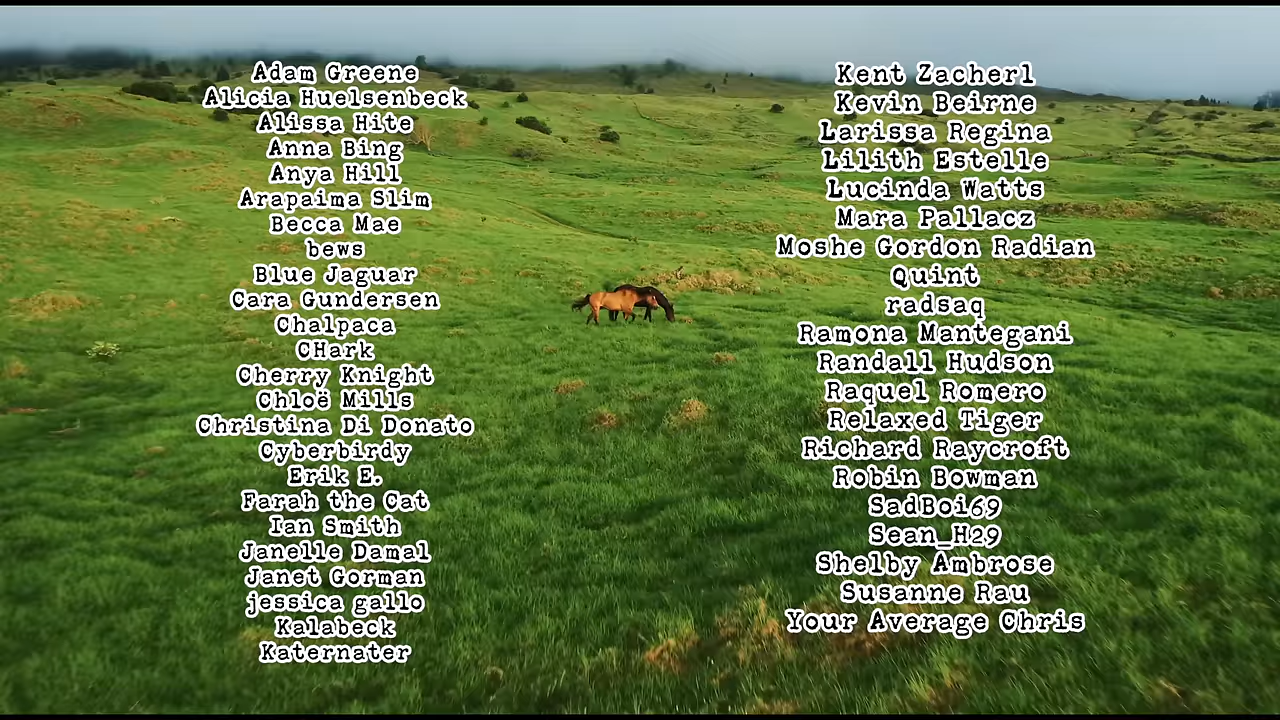 Adam Greene
Alicia Huelsenbeck
Alissa Hite
Anna Bing
Anya Hill
Arapaima Slim
Becca Mae
bews
Blue Jaguar
Cara Gundersen
Chalpaca
CHark
Cherry Knight
Chloë Mills
Christina Di Donato
Cyberbirdy
Erik E.
Farah the Cat
Ian Smith
Janelle Damal
Janet Gorman
jessica gallo
Kalabeck
Katernater
Kent Zacherl
Kevin Beirne
Larissa Regina
Lilith Estelle
Lucinda Watts
Mara Pallacz
Moshe Gordon Radian
Quint
radsaq
Ramona Mantegani
Randall Hudson
Raquel Romero
Relaxed Tiger
Richard Raycroft
Robin Bowman
SadBoi69
Sean_H29
Shelby Ambrose
Susanne Rau
Your Average Chris